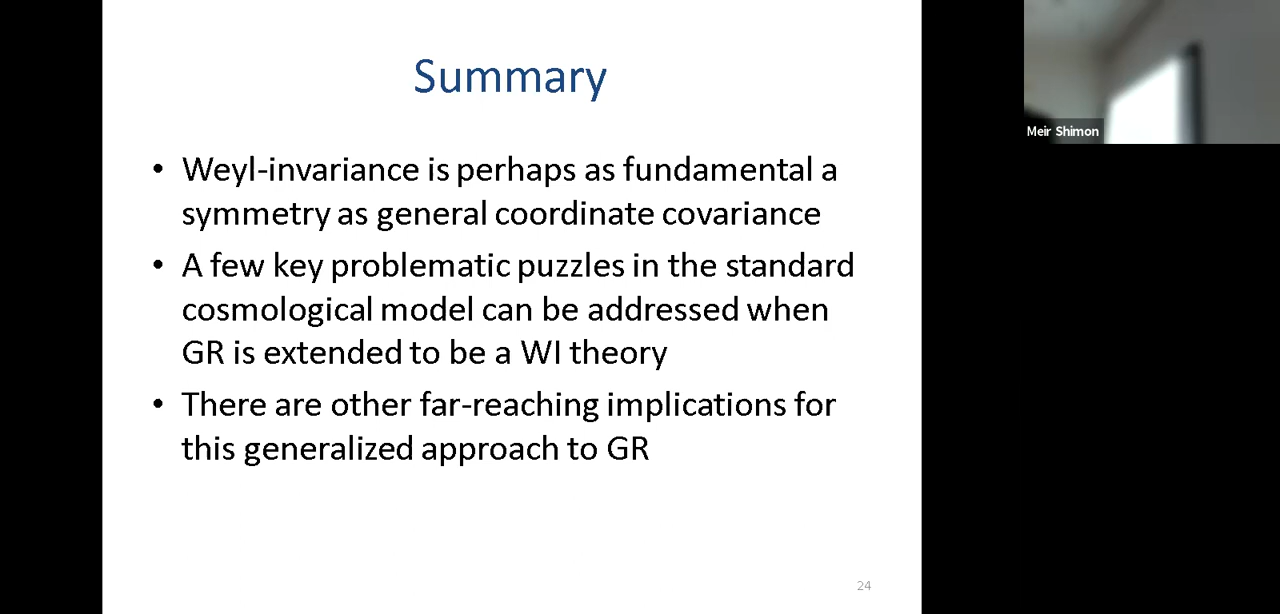 Summary
• Weyl-invariance is perhaps as fundamental a
symmetry as general coordinate covariance
• A few key problematic puzzles in the standard
cosmological model can be addressed when
GR is extended to be a WI theory
• There are other far-reaching implications for
this generalized approach to GR
24
Meir Shimon